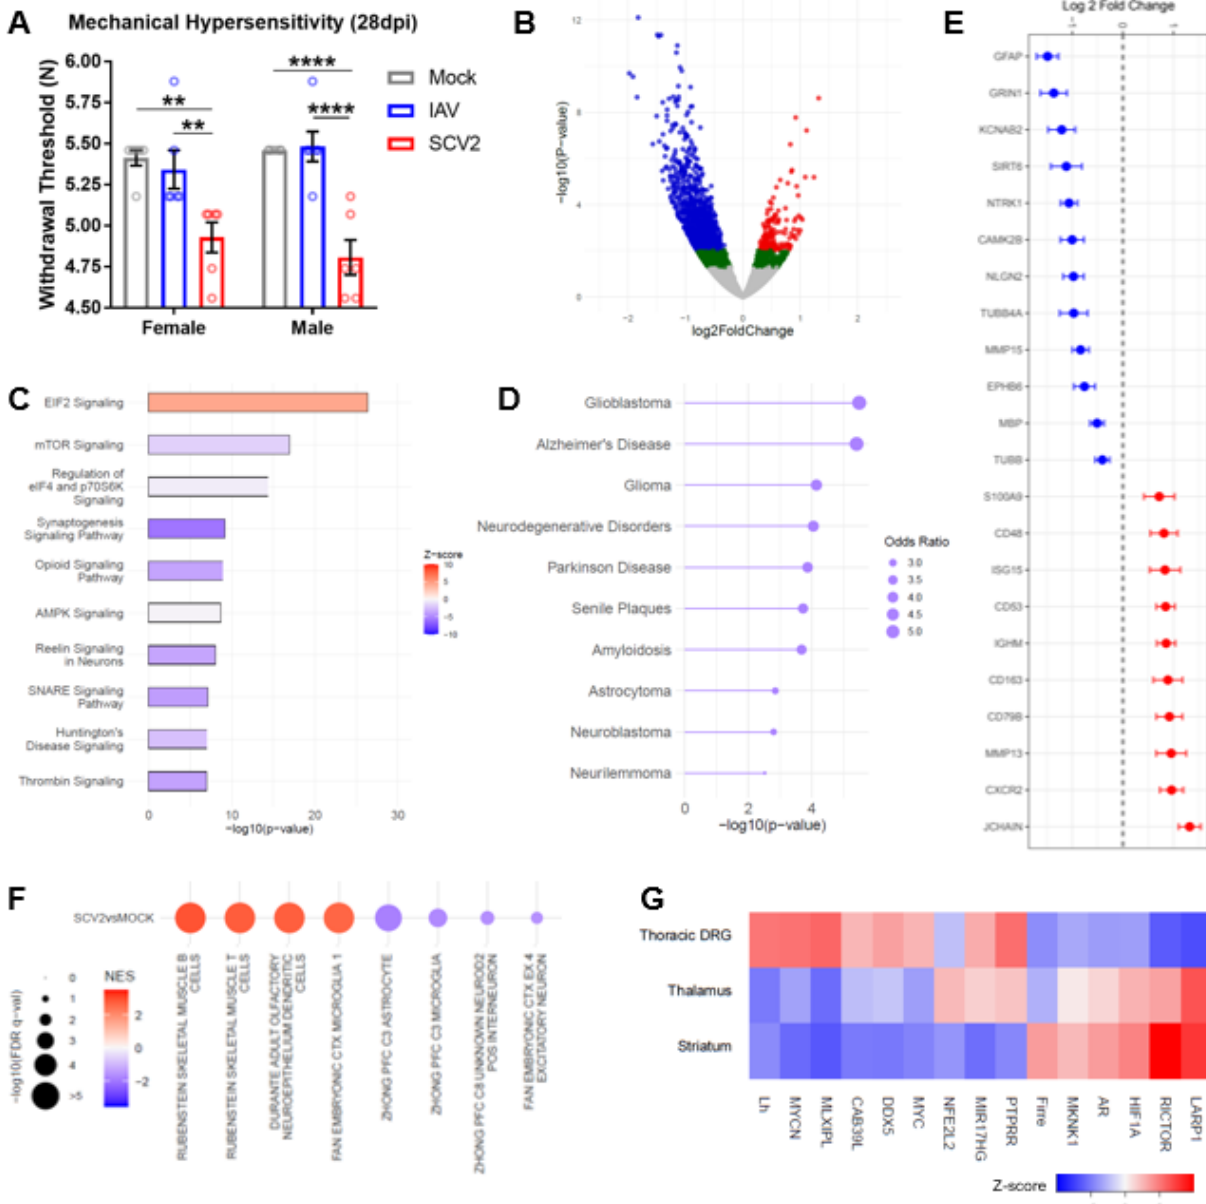 A
Mechanical Hypersensitivity (28dpi)
Withdrawal Threshold (N)
6.00
5.75
5.50
5.25
5.00
4.75
4.50
**
**
****
****
Female
Male
Mock
IAV
SCV2
B
−log10(P−value)
12
8
4
0
−2
−1
0
1
2
log2FoldChange
E
Log 2 Fold Change
−1
0
1
GFAP
GRIN1
KCNAB2
SIRT6
NTRK1
CAMK2B
NLGN2
TUBB4A
MMP15
EPHB6
MBP
TUBB
S100A9
CD48
ISG15
CD53
IGHM
CD163
CD79B
MMP13
CXCR2
JCHAIN
C
EIF2 Signaling
mTOR Signaling
Regulation of
eIF4 and p70S6K
Signaling
Synaptogenesis
Signaling Pathway
Opioid Signaling
Pathway
AMPK Signaling
Reelin Signaling
in Neurons
SNARE Signaling
Pathway
Huntington's
Disease Signaling
Thrombin Signaling
0
10
20
30
−log10(p−value)
Z−score
10
5
0
−5
−10
D
Glioblastoma
Alzheimer's Disease
Glioma
Neurodegenerative Disorders
Parkinson Disease
Senile Plaques
Amyloidosis
Astrocytoma
Neuroblastoma
Neurilemmoma
0
2
4
−log10(p−value)
Odds Ratio
3.0
3.5
4.0
4.5
5.0
F
SCV2vsMOCK
RUBENSTEIN SKELETAL MUSCLE B
CELLS
RUBENSTEIN SKELETAL MUSCLE T
CELLS
DURANTE ADULT OLFACTORY
NEUROEPITHELIUM DENDRITIC
CELLS
FAN EMBRYONIC CTX MICROGLIA 1
ZHONG PFC C3 ASTROCYTE
ZHONG PFC C3 MICROGLIA
ZHONG PFC C8 UNKNOWN NEUROD2
POS INTERNEURON
FAN EMBRYONIC CTX EX 4
EXCITATORY NEURON
−log10(FDR q−val)
0
1
2
3
4
>5
NES
2
0
−2
G
Thoracic DRG
Thalamus
Striatum
Lh
MYCN
MLXIPL
CAB39L
DDX5
MYC
NFE2L2
MIR17HG
PTPRR
Firre
MKNK1
AR
HIF1A
RICTOR
LARP1
Z-score